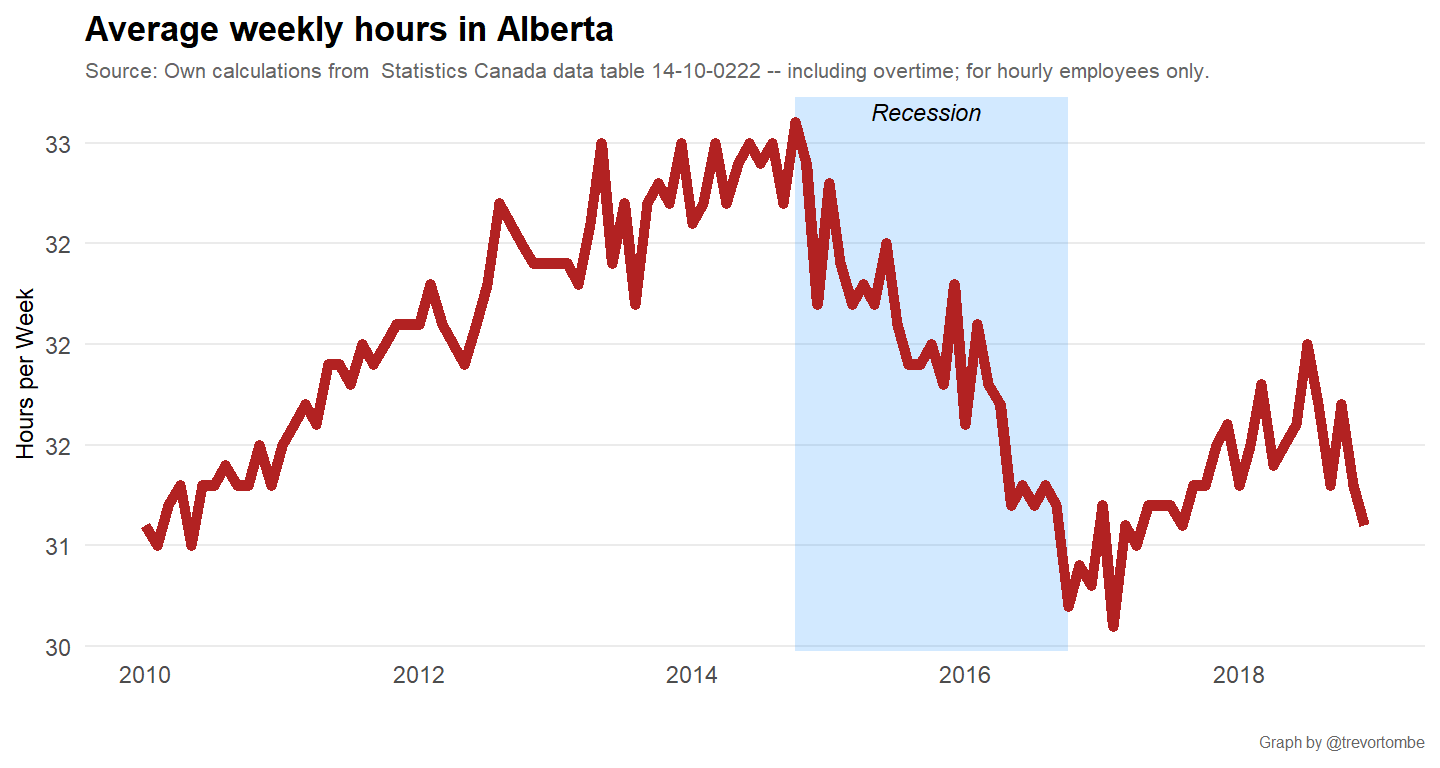 Average weekly hours in Alberta
Source: Own calculations from  Statistics Canada data table 14-10-0222 -- including overtime; for hourly employees only.
Recession
33
32
32
32
31
30
Hours per Week
2010 2012 2014 2016 2018
Graph by @trevortombe